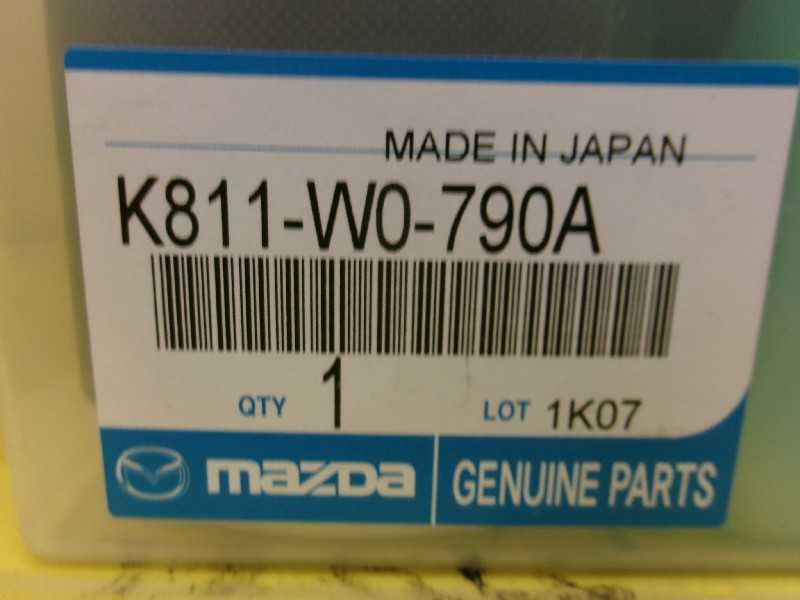 MADE IN JAPAN
K811-W0-790A
QTY 1 LOT 1K07
mazda GENUINE PARTS